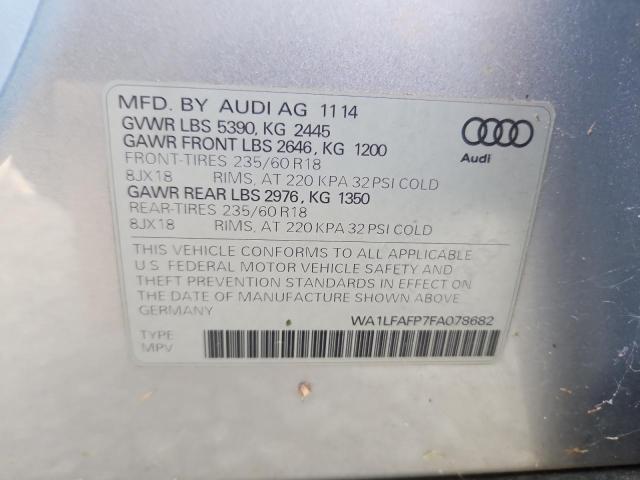 MFD. BY AUDI AG 11 14
GVWR LBS 5390, KG 2445
GAWR FRONT LBS 2646, KG 1200
FRONT-TIRES 235/60 R18
8JX18 RIMS, AT 220 KPA 32 PSI COLD
GAWR REAR LBS 2976, KG 1350
REAR-TIRES 235/60 R18
8JX18 RIMS, AT 220 KPA 32 PSI COLD
Audi
THIS VEHICLE CONFORMS TO ALL APPLICABLE
U.S. FEDERAL MOTOR VEHICLE SAFETY AND
THEFT PREVENTION STANDARDS IN EFFECT ON
THE DATE OF MANUFACTURE SHOWN ABOVE
GERMANY
WA1LFAFP7FA078682
TYPE
MPV